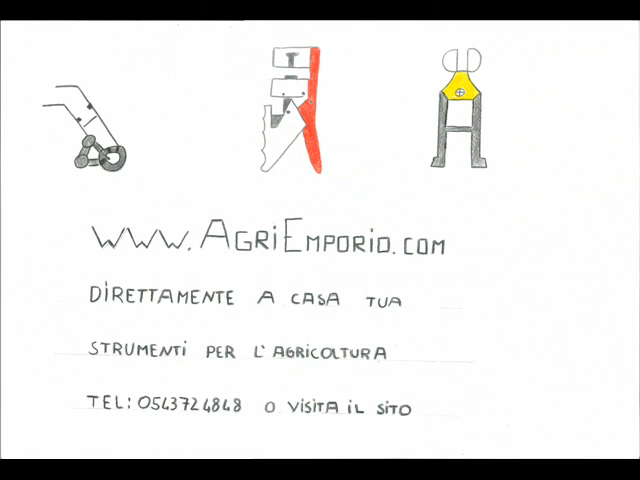 www.AgriEmporio.com
DIRETTAMENTE A CASA TUA
STRUMENTI PER L'AGRICOLTURA
TEL: 0543724848 O VISITA IL SITO